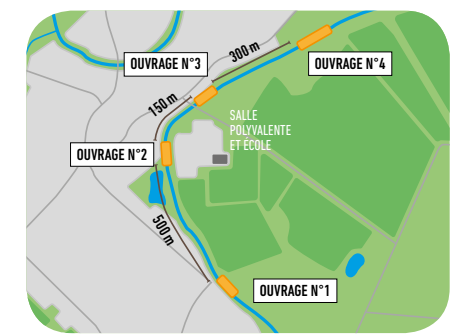 300 m
OUVRAGE N°3
OUVRAGE N°4
150 m
SALLE
POLYVALENTE
ET ÉCOLE
OUVRAGE N°2
500 m
OUVRAGE N°1